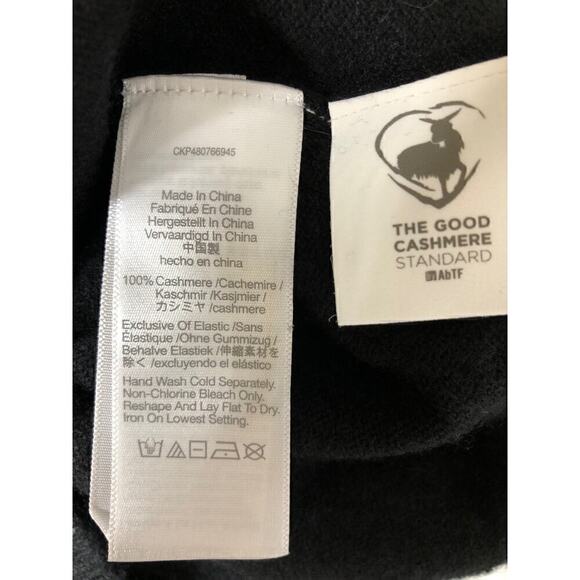 CKP480766945
Made In China
Fabriqué En Chine
Hergestellt In China
Vervaardigd In China
中国製
hecho en china
100% Cashmere /Cachemire /
Kaschmir /Kasjmier /
カシミヤ /cashmere
Exclusive Of Elastic /Sans
Élastique /Ohne Gummizug /
Behalve Elastiek /伸縮素材を
除く /excluyendo el elástico
Hand Wash Cold Separately.
Non-Chlorine Bleach Only.
Reshape And Lay Flat To Dry.
Iron On Lowest Setting.
THE GOOD
CASHMERE
STANDARD
AbTF